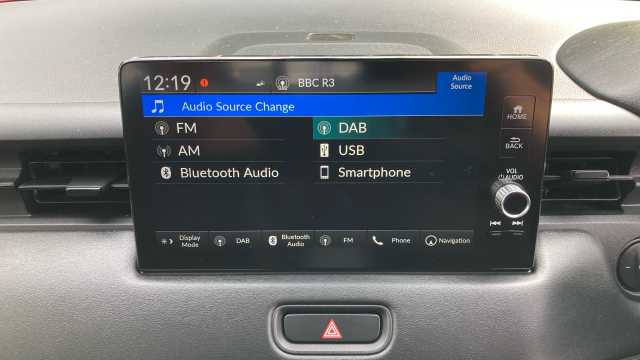 12:19 BBC R3
Audio
Source
Audio Source Change
FM DAB
AM USB
Bluetooth Audio Smartphone
HOME
BACK
VOL
AUDIO
Display
Mode
DAB
Bluetooth
Audio
FM
Phone
Navigation